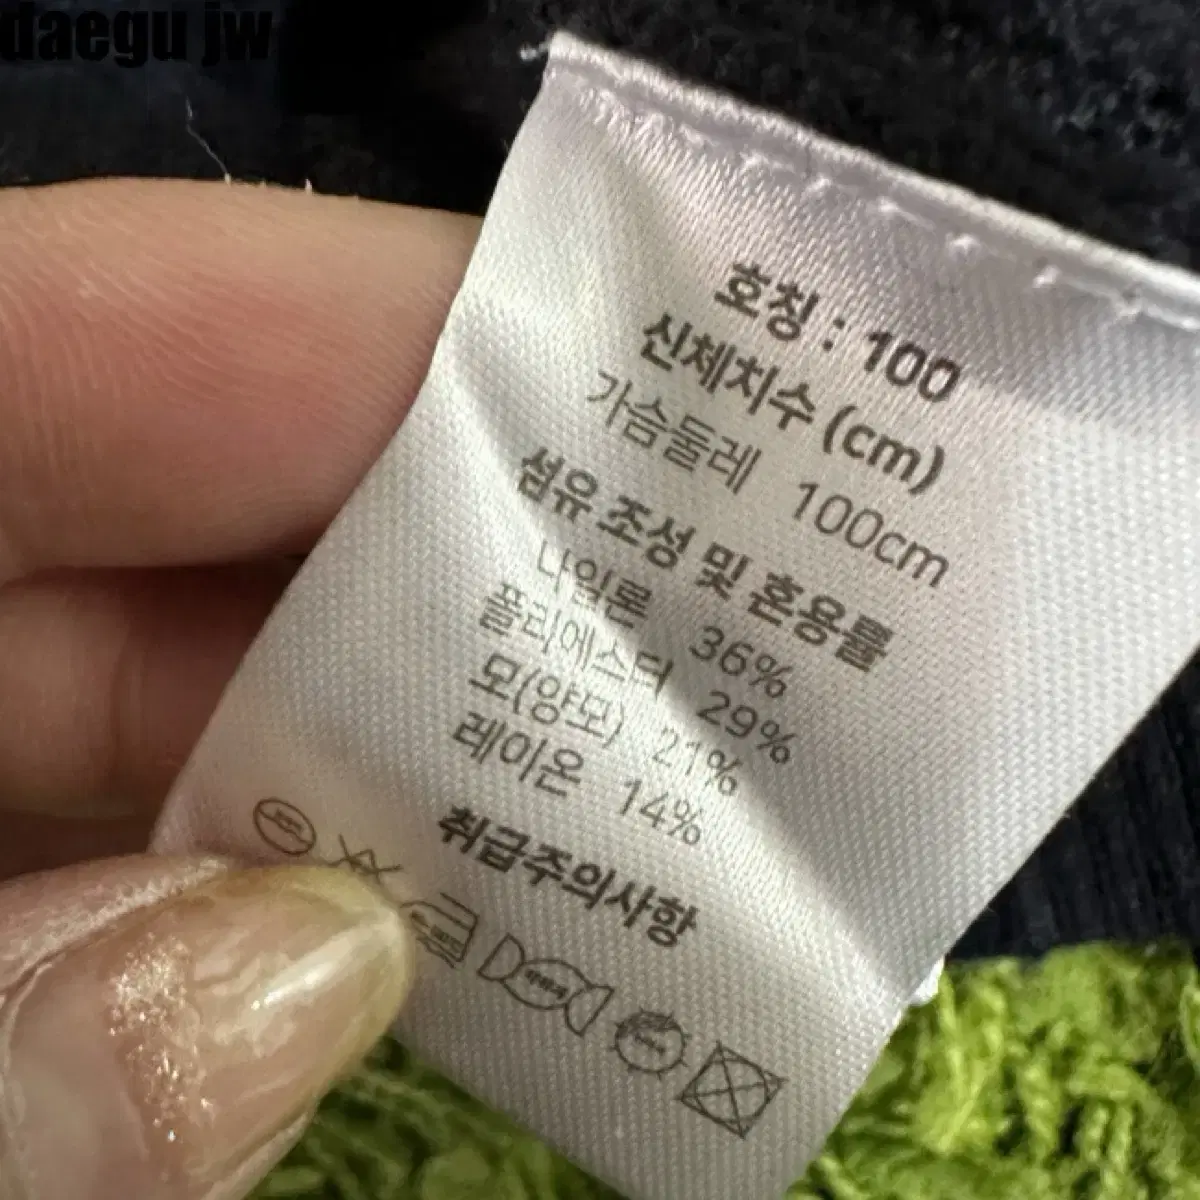 daegu jw
호칭 : 100
신체치수 (cm)
가슴둘레 100cm
섬유 조성 및 혼용률
나일론 36%
폴리에스터 29%
모(양모) 21%
레이온 14%
취급주의사항